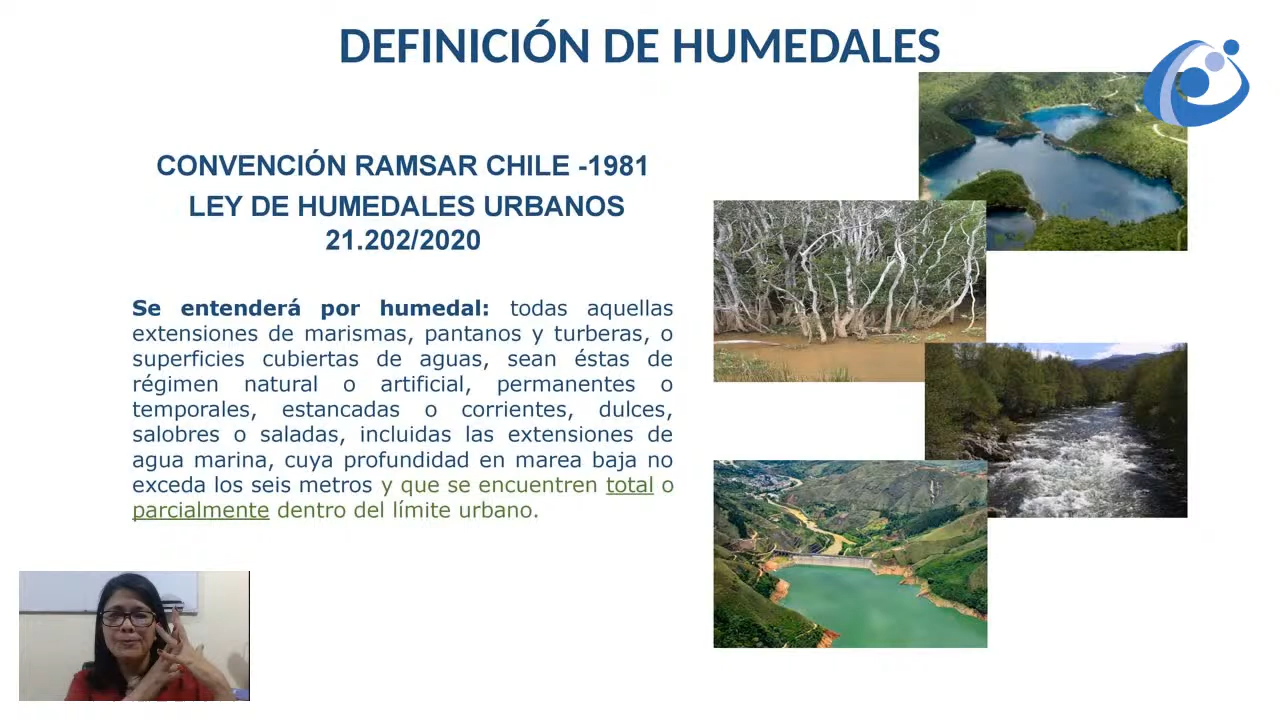 DEFINICIÓN DE HUMEDALES
CONVENCIÓN RAMSAR CHILE -1981
LEY DE HUMEDALES URBANOS
21.202/2020
Se entenderá por humedal: todas aquellas
extensiones de marismas, pantanos y turberas, o
superficies cubiertas de aguas, sean éstas de
régimen natural o artificial, permanentes o
temporales, estancadas o corrientes, dulces,
salobres o saladas, incluidas las extensiones de
agua marina, cuya profundidad en marea baja no
exceda los seis metros y que se encuentren total o
parcialmente dentro del límite urbano.